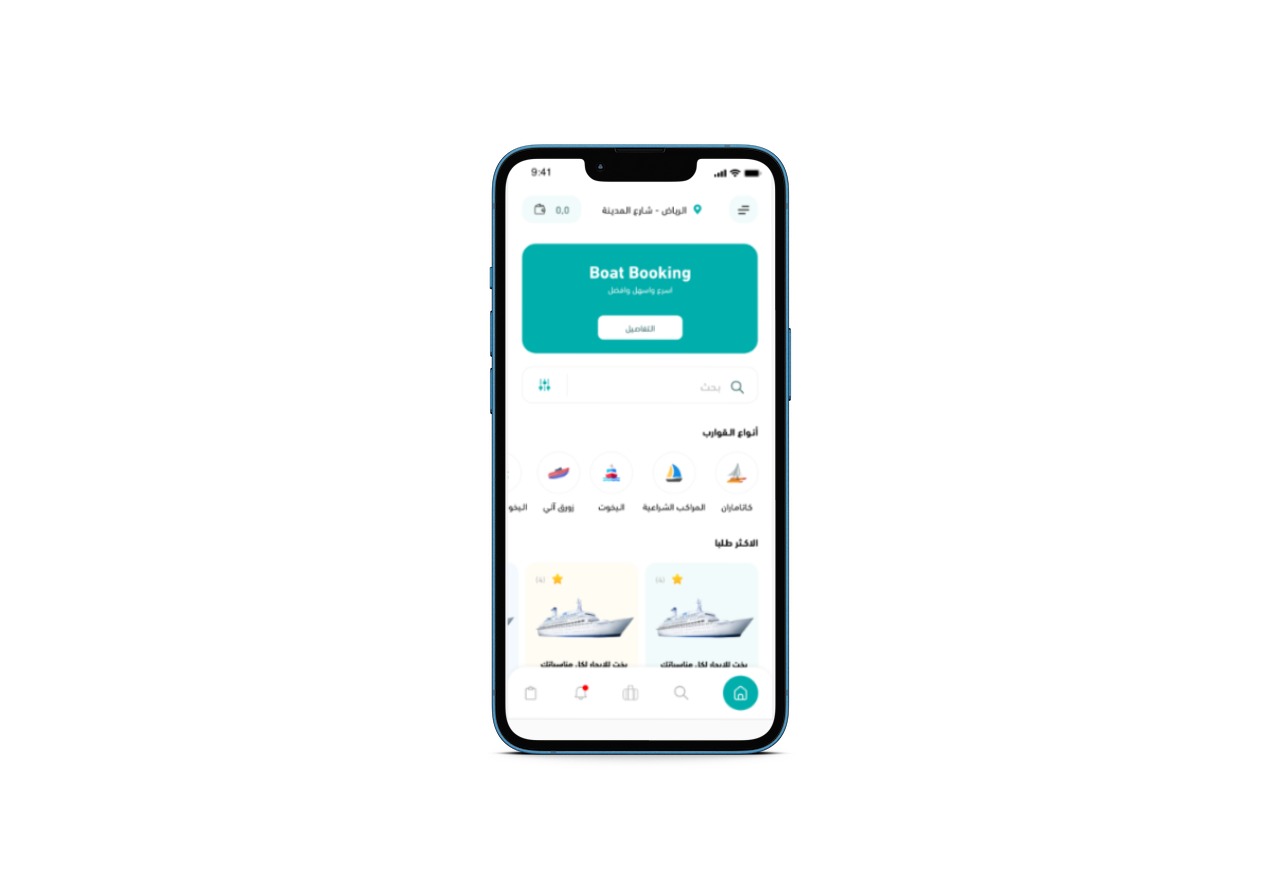 9:41
الرياض - شارع المدينة
0,0
Boat Booking
اسرع واسهل وافضل
التفاصيل
بحث
أنواع القوارب
كاتاماران
المراكب الشراعية
اليخوت
زورق آلي
اليخو
الاكثر طلبا
(4)
(4)
يخت للايجار لكل مناسباتك
يخت للايجار لكل مناسباتك